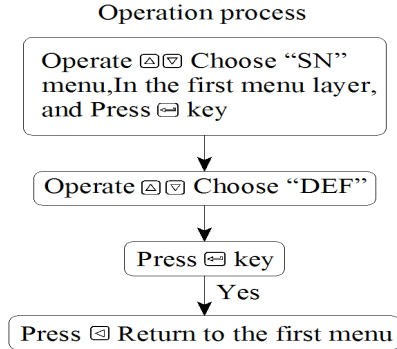 Operation process
Operate △▽ Choose “SN”
menu,In the first menu layer,
and Press ↵ key
Operate △▽ Choose “DEF”
Press ↵ key
Yes
Press ◁ Return to the first menu